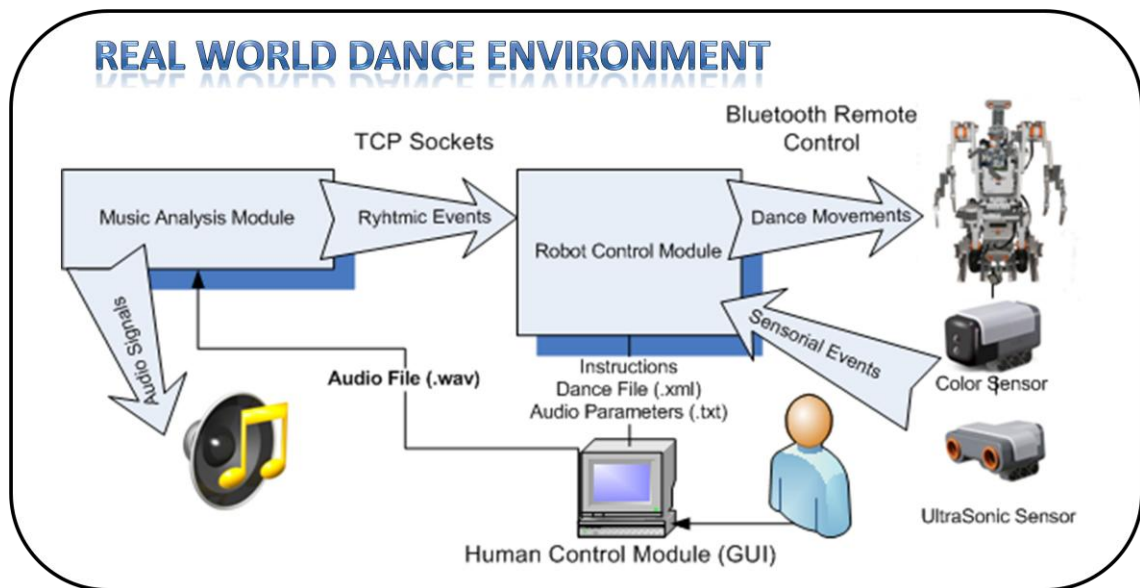 REAL WORLD DANCE ENVIRONMENT
TCP Sockets
Bluetooth Remote
Control
Music Analysis Module
Ryhtmic Events
Robot Control Module
Dance Movements
Audio Signals
Sensorial Events
Audio File (.wav)
Instructions
Dance File (.xml)
Audio Parameters (.txt)
Color Sensor
UltraSonic Sensor
Human Control Module (GUI)